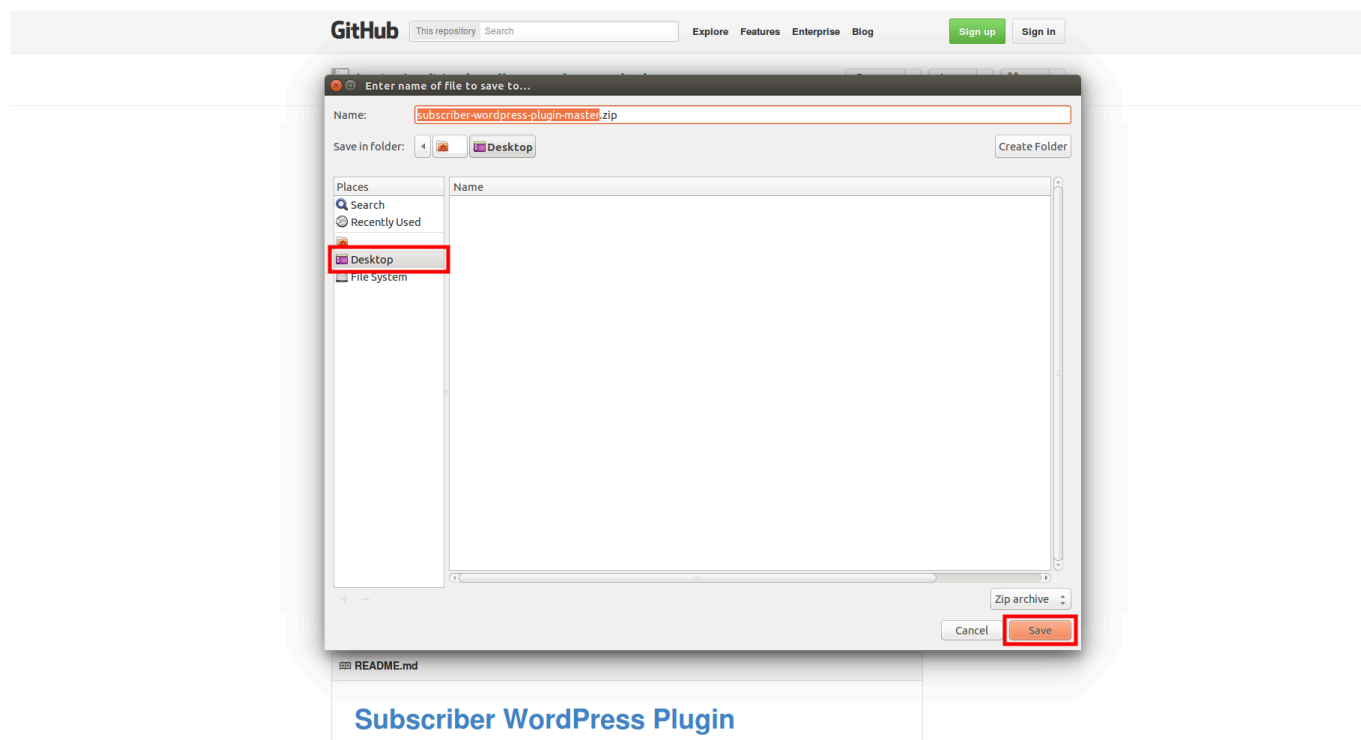 GitHub This repository Search Explore Features Enterprise Blog Sign up Sign in
Enter name of file to save to...
Name: subscriber-wordpress-plugin-master.zip
Save in folder: Desktop Create Folder
Places Name
Search
Recently Used
Desktop
File System
Zip archive
Cancel Save
README.md
Subscriber WordPress Plugin